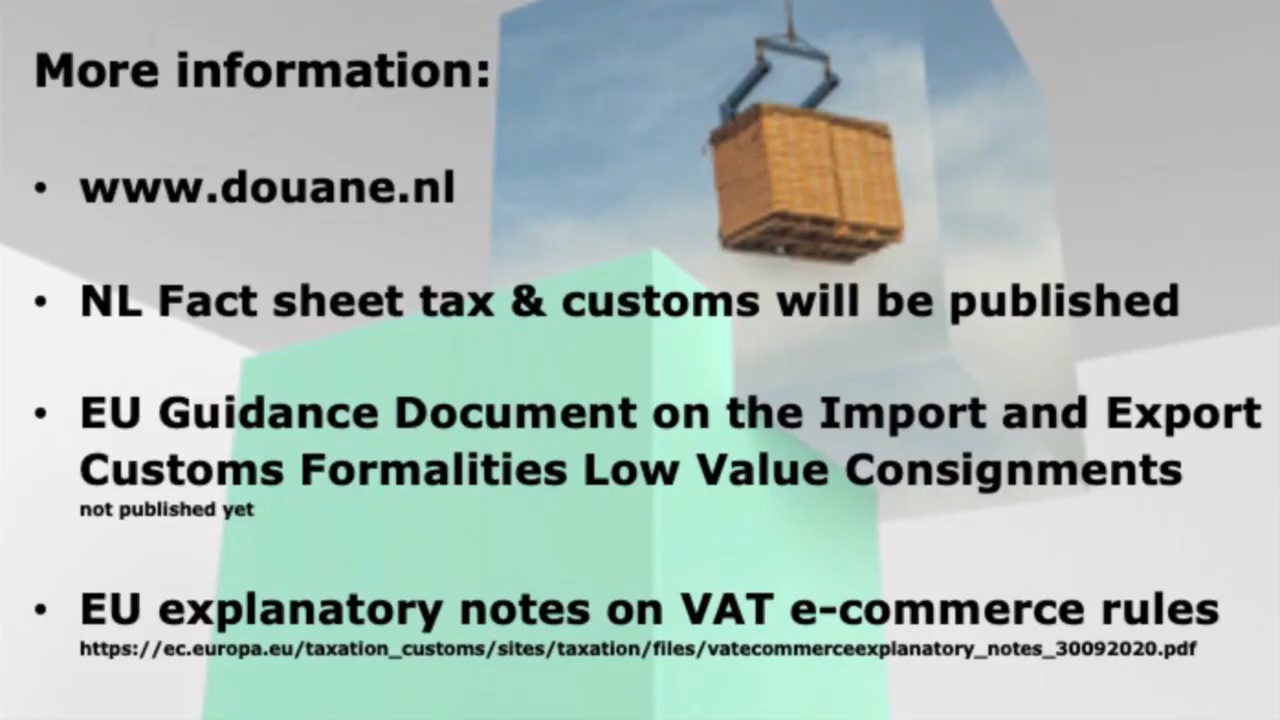 More information:
• www.douane.nl
• NL Fact sheet tax & customs will be published
• EU Guidance Document on the Import and Export
Customs Formalities Low Value Consignments
not published yet
• EU explanatory notes on VAT e-commerce rules
https://ec.europa.eu/taxation_customs/sites/taxation/files/vatecommerceexplanatory_notes_30092020.pdf